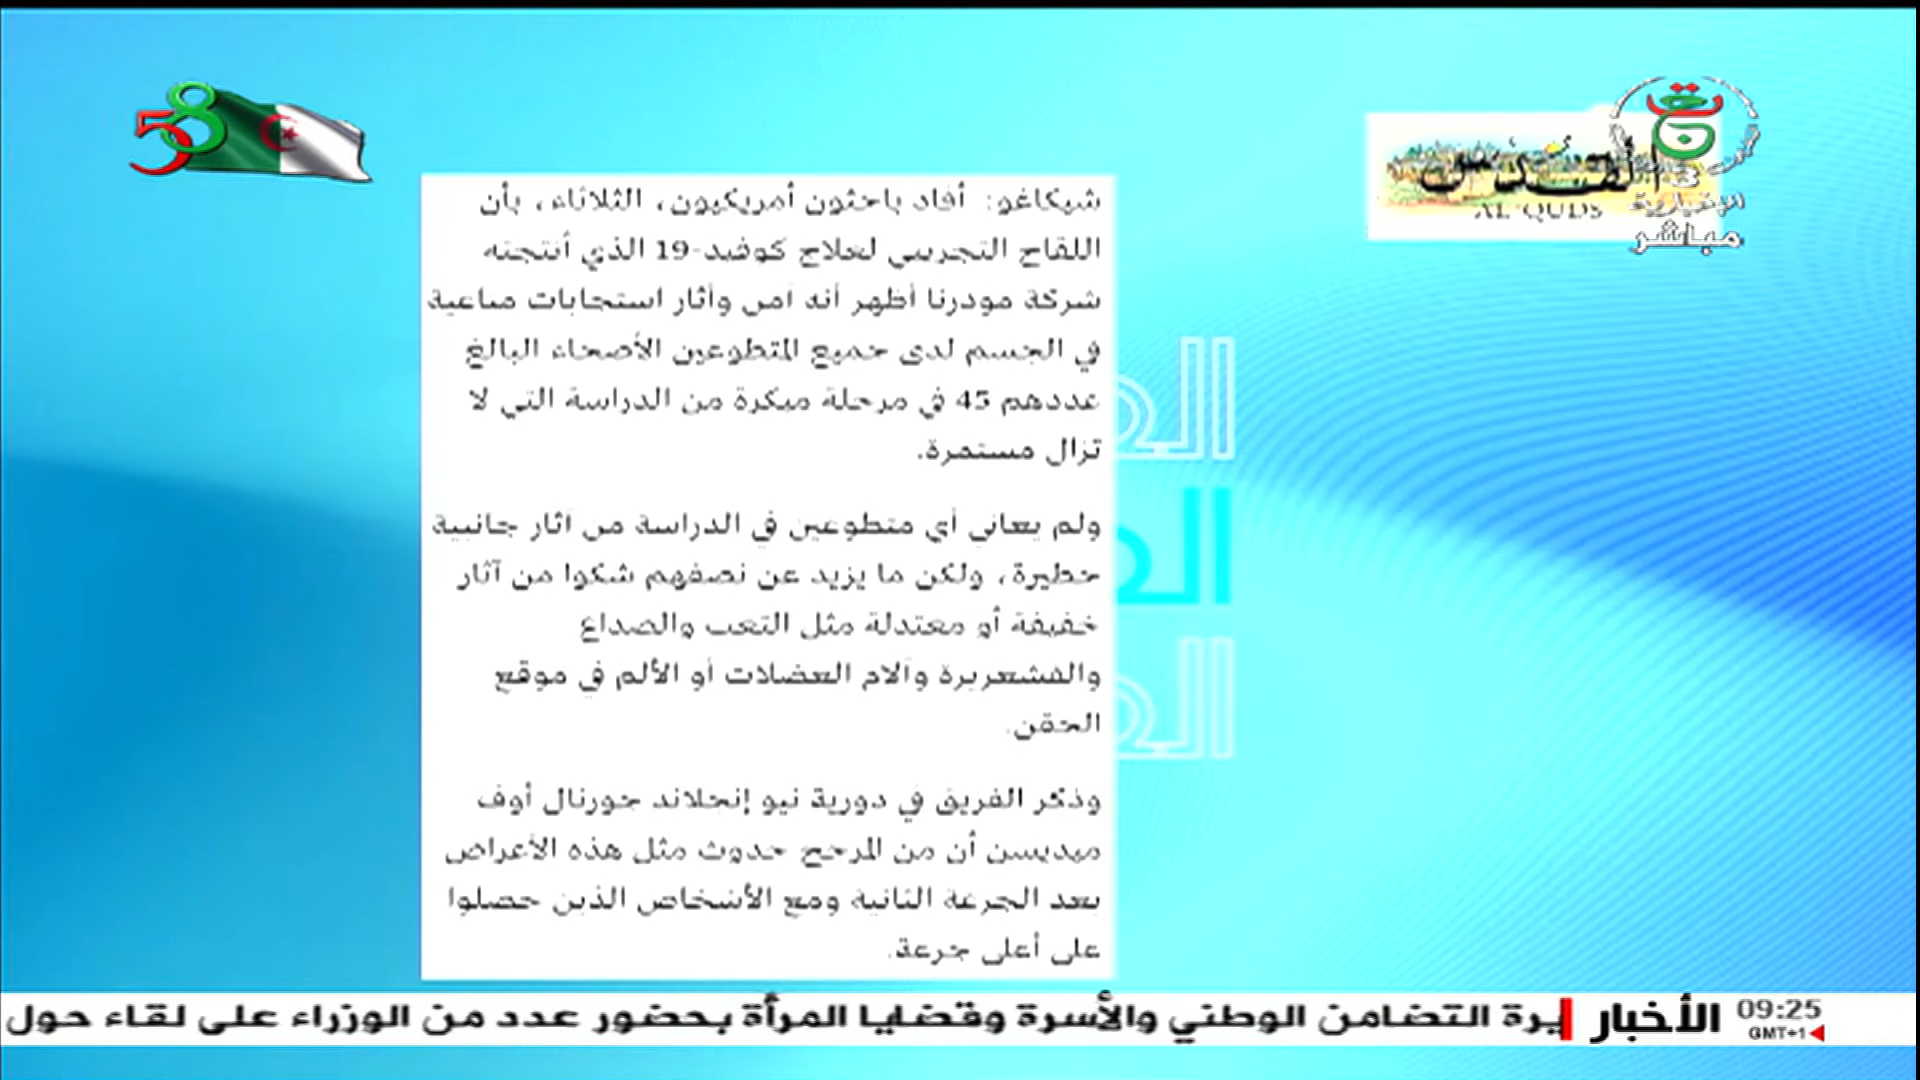 58
القدس
AL QUDS
الإخبارية
مباشر
شيكاغو: أفاد باحثون أمريكيون، الثلاثاء، بأن
اللقاح التجريبي لعلاج كوفيد-19 الذي أنتجته
شركة مودرنا أظهر أنه آمن وأثار استجابات مناعية
في الجسم لدى جميع المتطوعين الأصحاء البالغ
عددهم 45 في مرحلة مبكرة من الدراسة التي لا
تزال مستمرة.
ولم يعاني أي متطوعين في الدراسة من آثار جانبية
خطيرة، ولكن ما يزيد عن نصفهم شكوا من آثار
خفيفة أو معتدلة مثل التعب والصداع
والقشعريرة وآلام العضلات أو الألم في موقع
الحقن.
وذكر الفريق في دورية نيو إنجلاند جورنال أوف
ميديسن أن من المرجح حدوث مثل هذه الأعراض
بعد الجرعة الثانية ومع الأشخاص الذين حصلوا
على أعلى جرعة.
الأخبار يرة التضامن الوطني والأسرة وقضايا المرأة بحضور عدد من الوزراء على لقاء حول
09:25
GMT+1